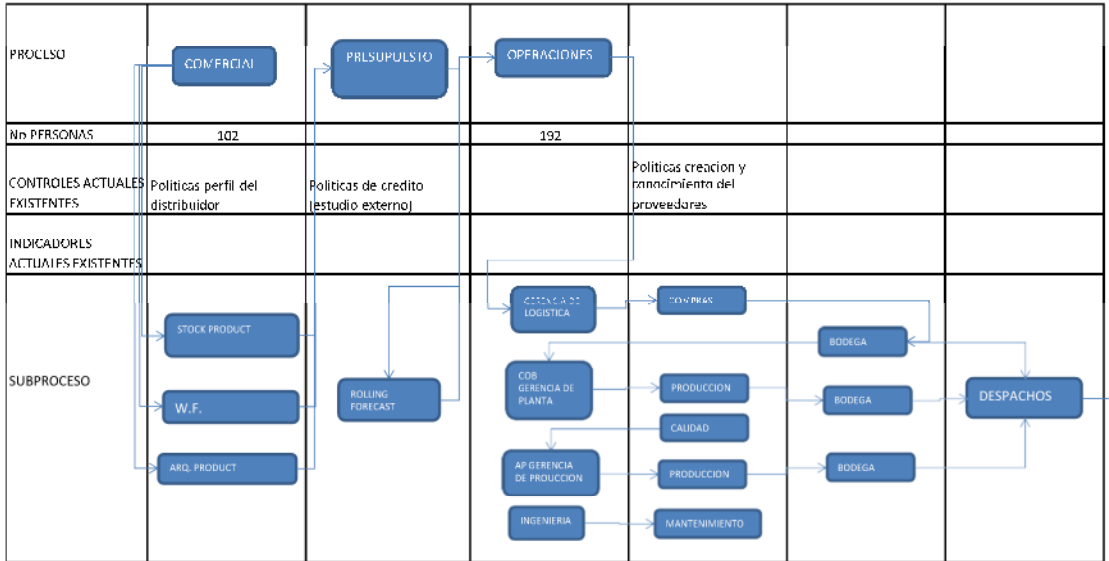 PROCESO
COMERCIAL
PRESUPUESTO
OPERACIONES
No PERSONAS
102
192
CONTROLES ACTUALES
EXISTENTES
Politicas perfil del
distribuidor
Politicas de credito
(estudio externo)
Politicas creacion y
conocimiento del
proveedores
INDICADORES
ACTUALES EXISTENTES
SUBPROCESO
STOCK PRODUCT
W.F.
ARQ. PRODUCT
ROLLING
FORECAST
GERENCIA DE
LOGISTICA
COMPRAS
BODEGA
COB
GERENCIA DE
PLANTA
PRODUCCION
BODEGA
DESPACHOS
CALIDAD
AP GERENCIA
DE PROUCCION
PRODUCCION
BODEGA
INGENIERIA
MANTENIMIENTO